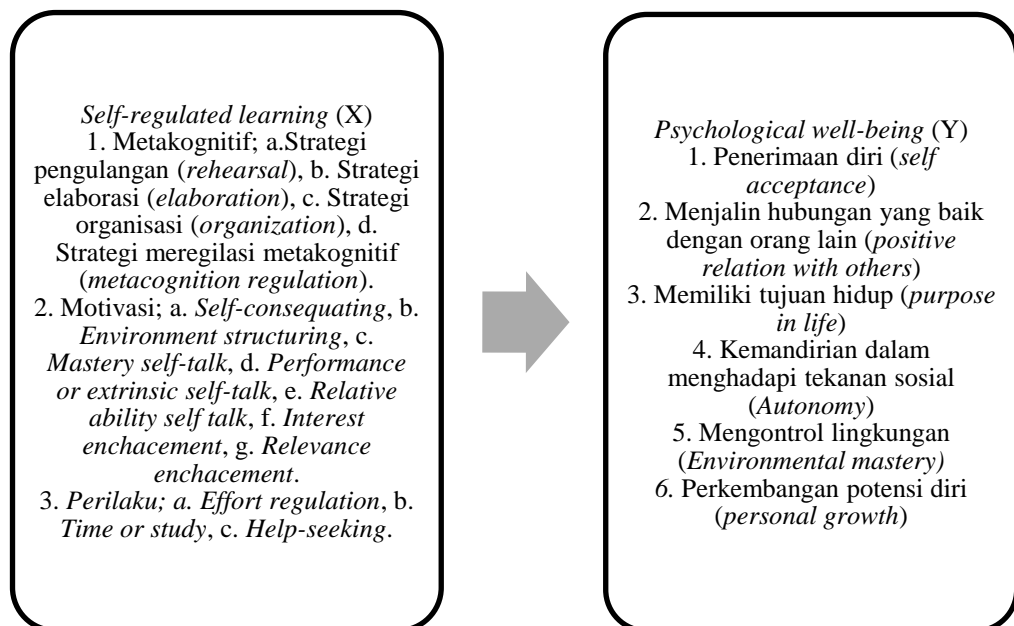 Self-regulated learning (X)
1. Metakognitif; a.Strategi
pengulangan (rehearsal), b. Strategi
elaborasi (elaboration), c. Strategi
organisasi (organization), d.
Strategi meregilasi metakognitif
(metacognition regulation).
2. Motivasi; a. Self-consequating, b.
Environment structuring, c.
Mastery self-talk, d. Performance
or extrinsic self-talk, e. Relative
ability self talk, f. Interest
enchacement, g. Relevance
enchacement.
3. Perilaku; a. Effort regulation, b.
Time or study, c. Help-seeking.
Psychological well-being (Y)
1. Penerimaan diri (self
acceptance)
2. Menjalin hubungan yang baik
dengan orang lain (positive
relation with others)
3. Memiliki tujuan hidup (purpose
in life)
4. Kemandirian dalam
menghadapi tekanan sosial
(Autonomy)
5. Mengontrol lingkungan
(Environmental mastery)
6. Perkembangan potensi diri
(personal growth)